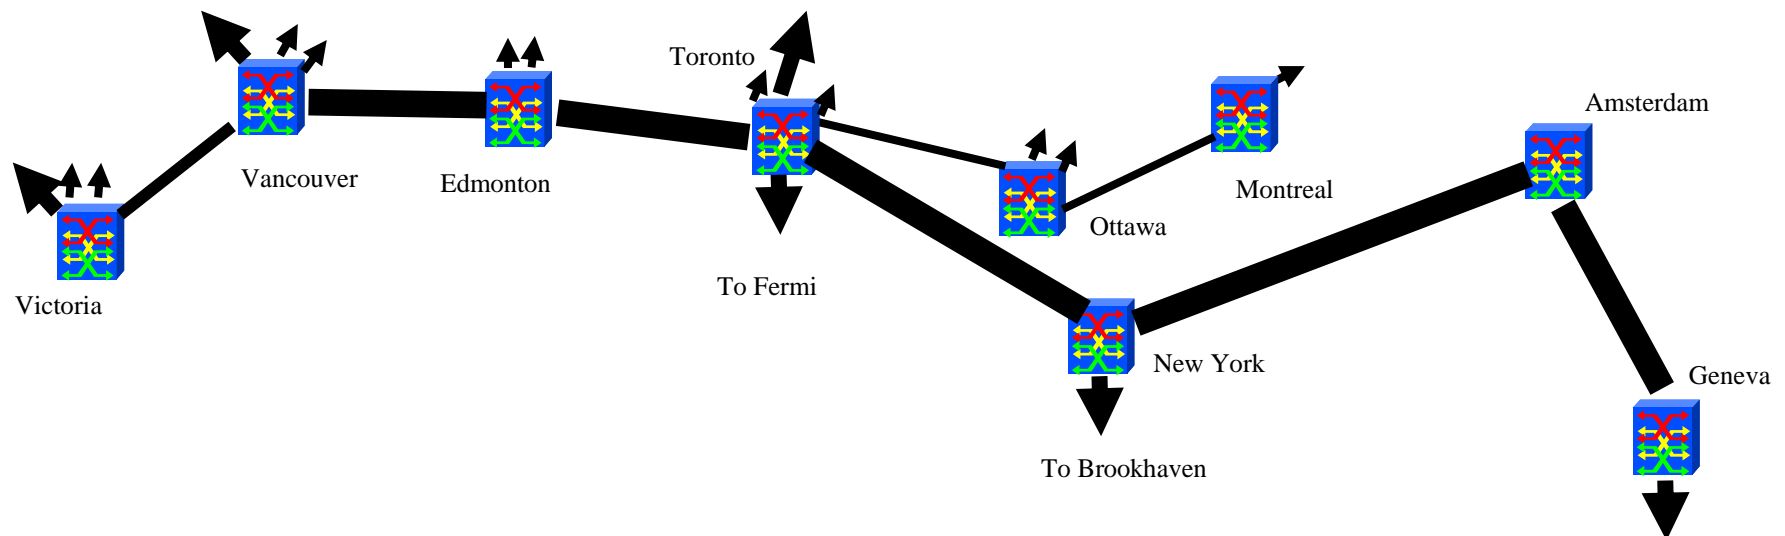 Toronto
Amsterdam
Vancouver
Edmonton
Montreal
Ottawa
To Fermi
Victoria
New York
Geneva
To Brookhaven